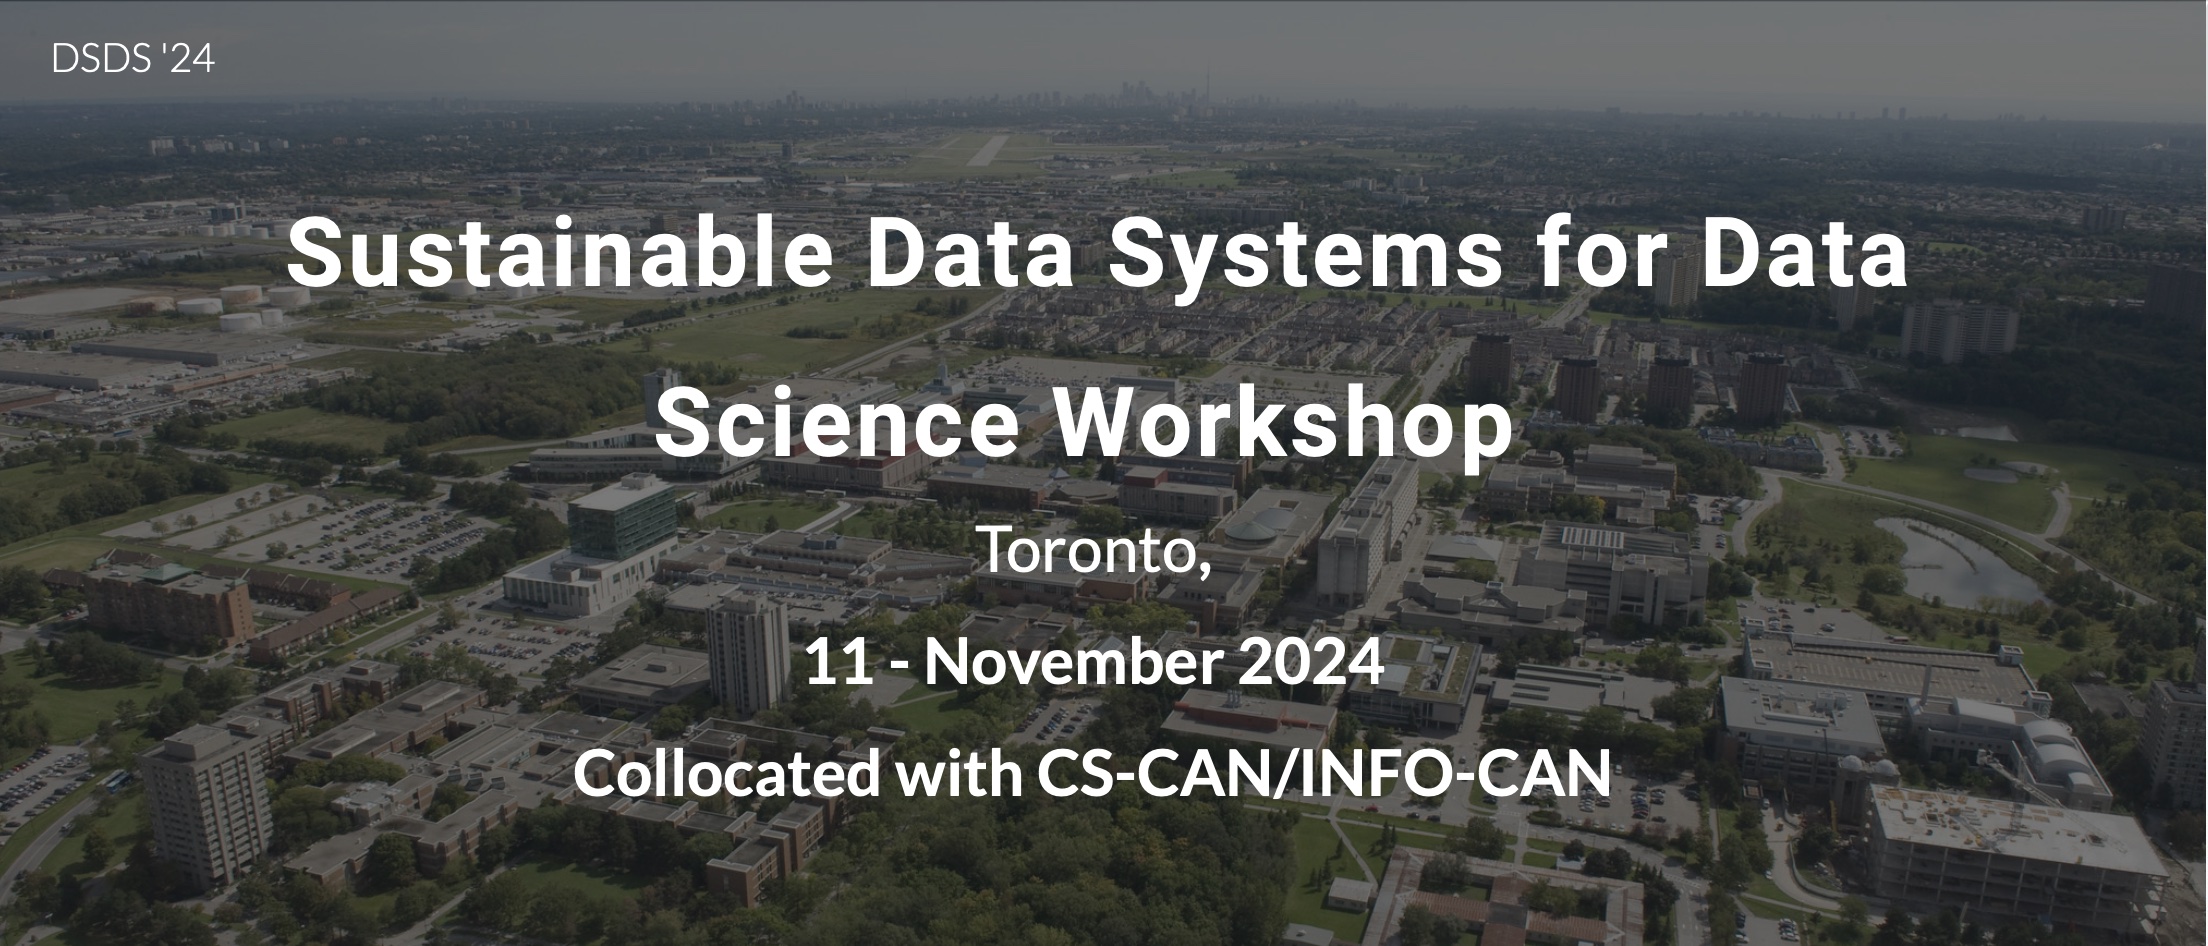 DSDS '24
Sustainable Data Systems for Data
Science Workshop
Toronto,
11 - November 2024
Collocated with CS-CAN/INFO-CAN